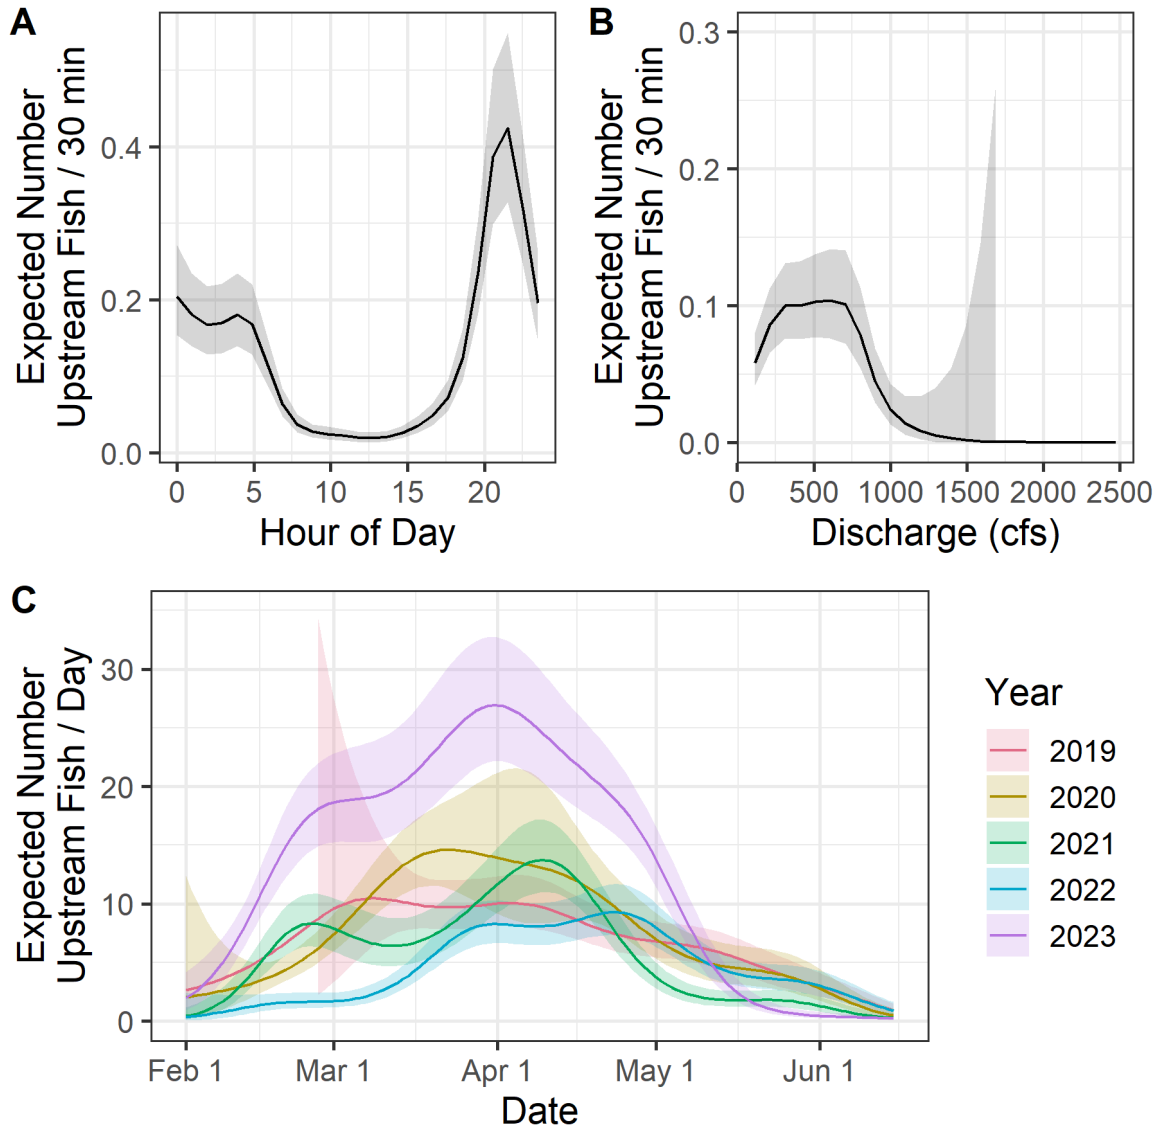 A
Expected Number
Upstream Fish / 30 min
0.4
0.2
0.0
0 5 10 15 20
Hour of Day
B
Expected Number
Upstream Fish / 30 min
0.3
0.2
0.1
0.0
0 500 1000 1500 2000 2500
Discharge (cfs)
C
Expected Number
Upstream Fish / Day
30
20
10
0
Feb 1 Mar 1 Apr 1 May 1 Jun 1
Date
Year
2019
2020
2021
2022
2023